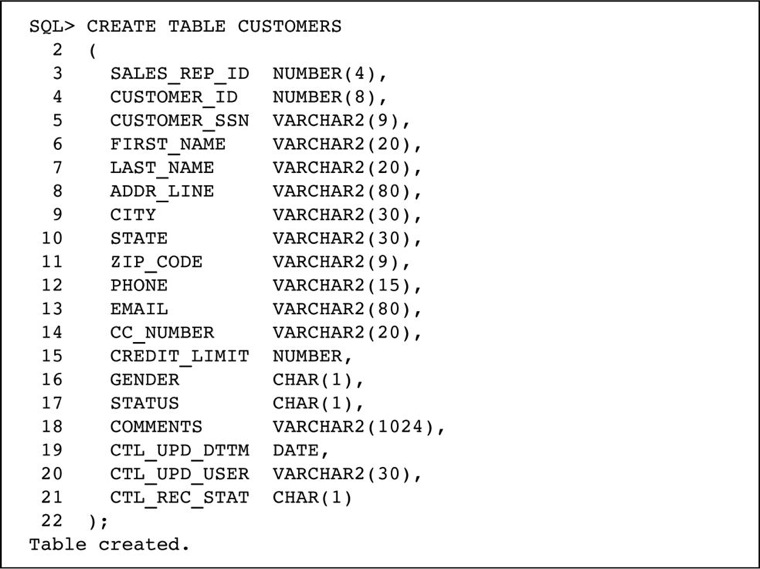 SQL> CREATE TABLE CUSTOMERS
2 (
3 SALES_REP_ID NUMBER(4),
4 CUSTOMER_ID NUMBER(8),
5 CUSTOMER_SSN VARCHAR2(9),
6 FIRST_NAME VARCHAR2(20),
7 LAST_NAME VARCHAR2(20),
8 ADDR_LINE VARCHAR2(80),
9 CITY VARCHAR2(30),
10 STATE VARCHAR2(30),
11 ZIP_CODE VARCHAR2(9),
12 PHONE VARCHAR2(15),
13 EMAIL VARCHAR2(80),
14 CC_NUMBER VARCHAR2(20),
15 CREDIT_LIMIT NUMBER,
16 GENDER CHAR(1),
17 STATUS CHAR(1),
18 COMMENTS VARCHAR2(1024),
19 CTL_UPD_DTTM DATE,
20 CTL_UPD_USER VARCHAR2(30),
21 CTL_REC_STAT CHAR(1)
22 );
Table created.